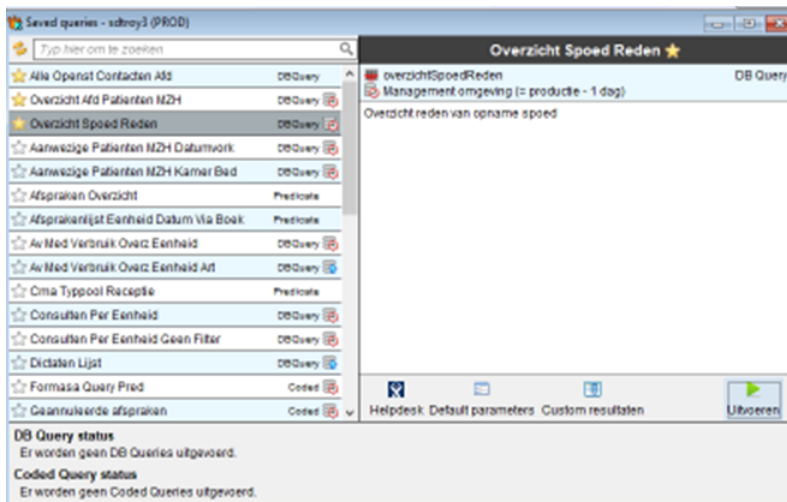 Saved queries - sdtroy3 (PROD)
Typ hier om te zoeken
Alle Openst Contacten Afd DBQuery
Overzicht Afd Patienten MZH DBQuery
Overzicht Spoed Reden DBQuery
Aanwezige Patienten MZH Datumvork DBQuery
Aanwezige Patienten MZH Kamer Bed DBQuery
Afspraken Overzicht Predicate
Afsprakenlijst Eenheid Datum Via Boek Predicate
Av Med Verbruik Overz Eenheid DBQuery
Av Med Verbruik Overz Eenheid Art DBQuery
Cma Typpool Receptie Predicate
Consulten Per Eenheid DBQuery
Consulten Per Eenheid Geen Filter DBQuery
Dictaten Lijst DBQuery
Formasa Query Pred Coded
Geannuleerde afspraken Coded
Overzicht Spoed Reden
overzichtSpoedReden DB Query
Management omgeving (= productie - 1 dag)
Overzicht reden van opname spoed
Helpdesk Default parameters Custom resultaten Uitvoeren
DB Query status
Er worden geen DB Queries uitgevoerd.
Coded Query status
Er worden geen Coded Queries uitgevoerd.